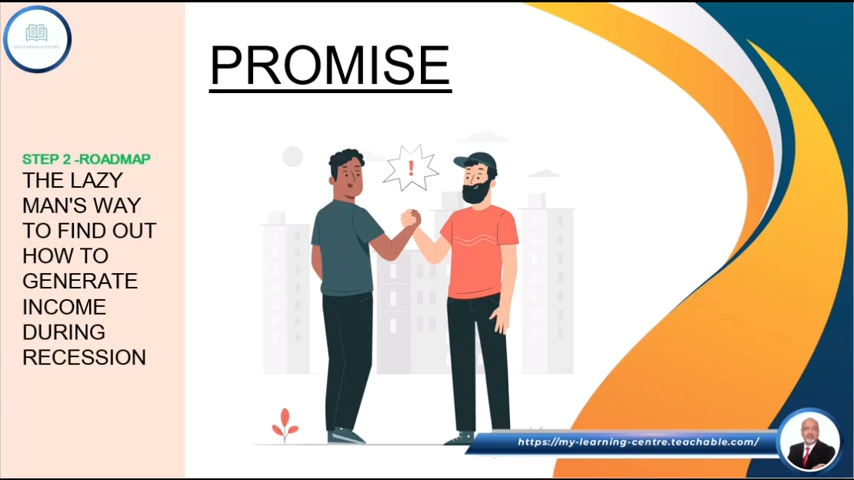 PROMISE
STEP 2 -ROADMAP
THE LAZY
MAN'S WAY
TO FIND OUT
HOW TO
GENERATE
INCOME
DURING
RECESSION
!
https://my-learning-centre.teachable.com/